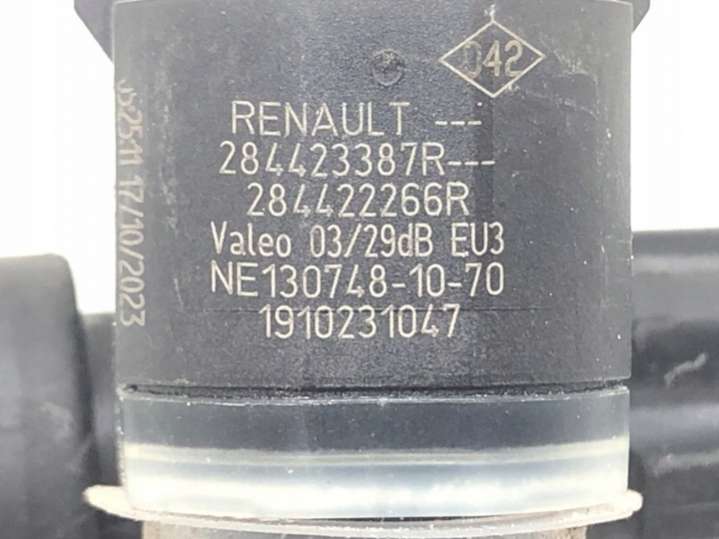 042
RENAULT ---
284423387R---
284422266R
Valeo 03/29dB EU3
NE130748-10-70
1910231047
17/10/2023